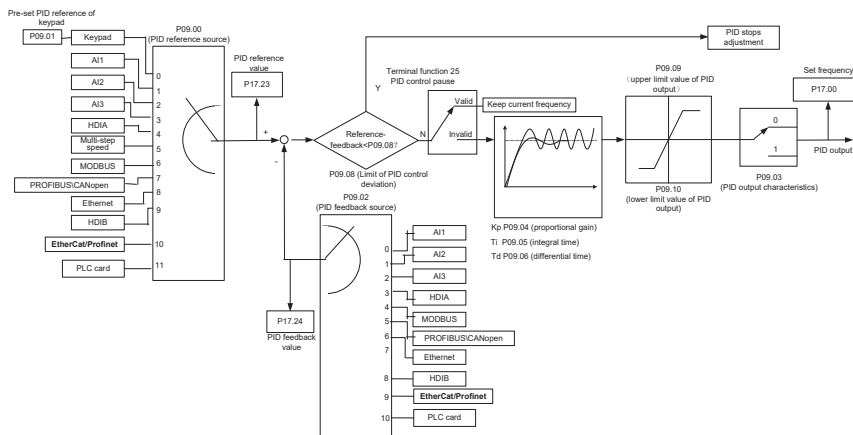 Pre-set PID reference of
keypad
P09.01
Keypad
AI1
AI2
AI3
HDIA
Multi-step
speed
MODBUS
PROFIBUS\CANopen
Ethernet
HDIB
EtherCat/Profinet
PLC card
P09.00
(PID reference source)
0
1
2
3
4
5
6
7
8
9
10
11
PID reference
value
P17.23
+
-
P17.24
PID feedback
value
Reference-
feedback<P09.08?
Y
N
P09.08 (Limit of PID control
deviation)
P09.02
(PID feedback source)
0
1
2
3
4
5
6
7
8
9
10
AI1
AI2
AI3
HDIA
MODBUS
PROFIBUS\CANopen
Ethernet
HDIB
EtherCat/Profinet
PLC card
Terminal function 25
PID control pause
Valid
Invalid
Keep current frequency
PID stops
adjustment
Kp P09.04 (proportional gain)
Ti P09.05 (integral time)
Td P09.06 (differential time)
P09.09
(upper limit value of PID
output)
P09.10
(lower limit value of PID
output)
0
1
P09.03
(PID output characteristics)
Set frequency
P17.00
PID output